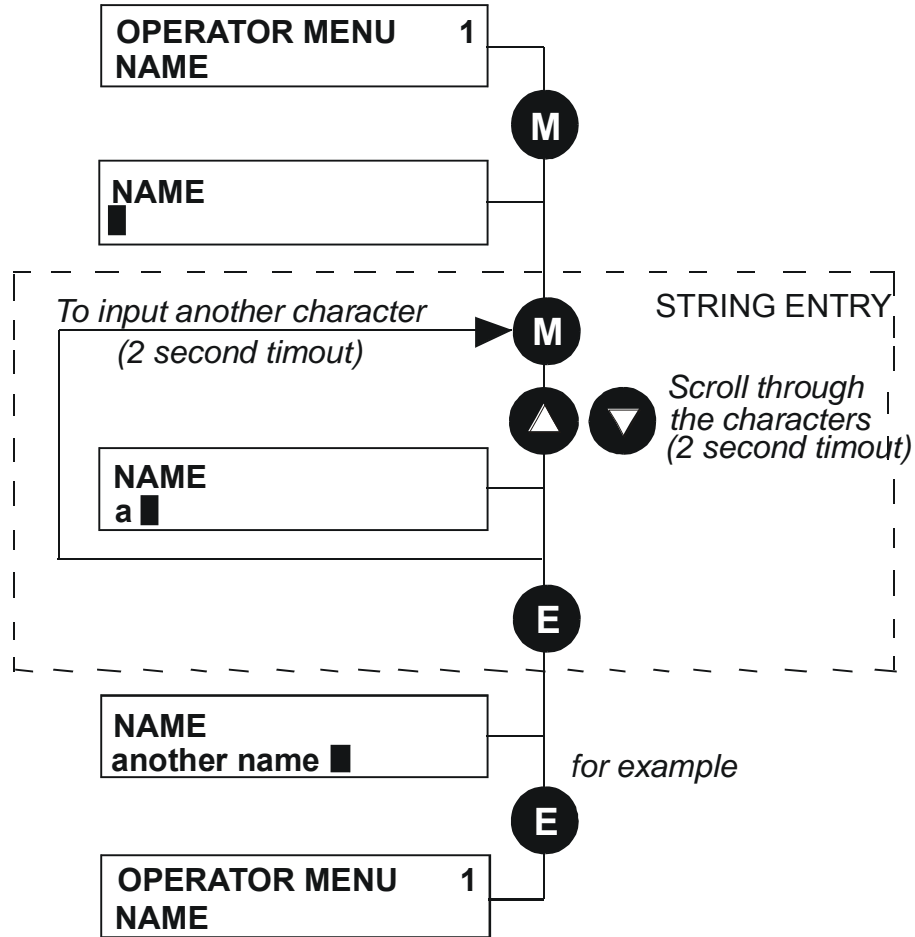 OPERATOR MENU 1
NAME
M
NAME
To input another character
(2 second timout)
M
STRING ENTRY
Scroll through
the characters
(2 second timout)
NAME
a
E
NAME
another name
for example
E
OPERATOR MENU 1
NAME